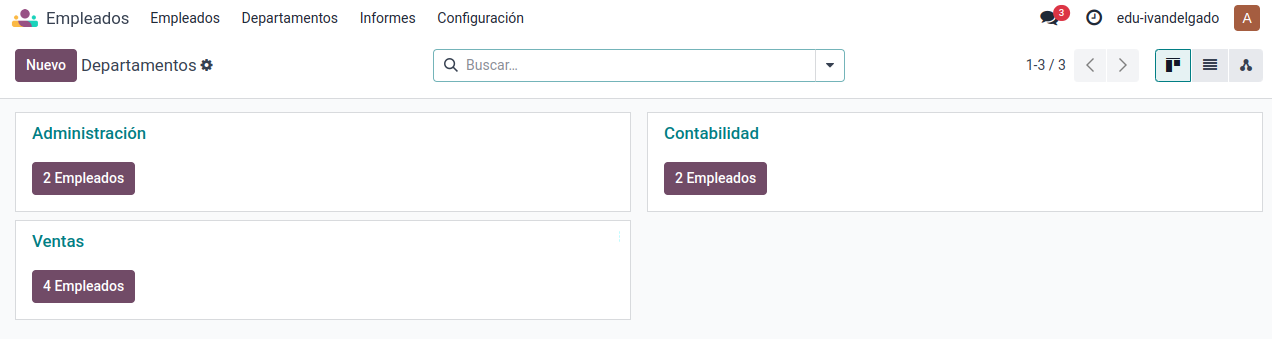 Empleados Empleados Departamentos Informes Configuración 3 edu-ivandelgado A
Nuevo Departamentos Buscar... 1-3 / 3
Administración Contabilidad
2 Empleados 2 Empleados
Ventas
4 Empleados